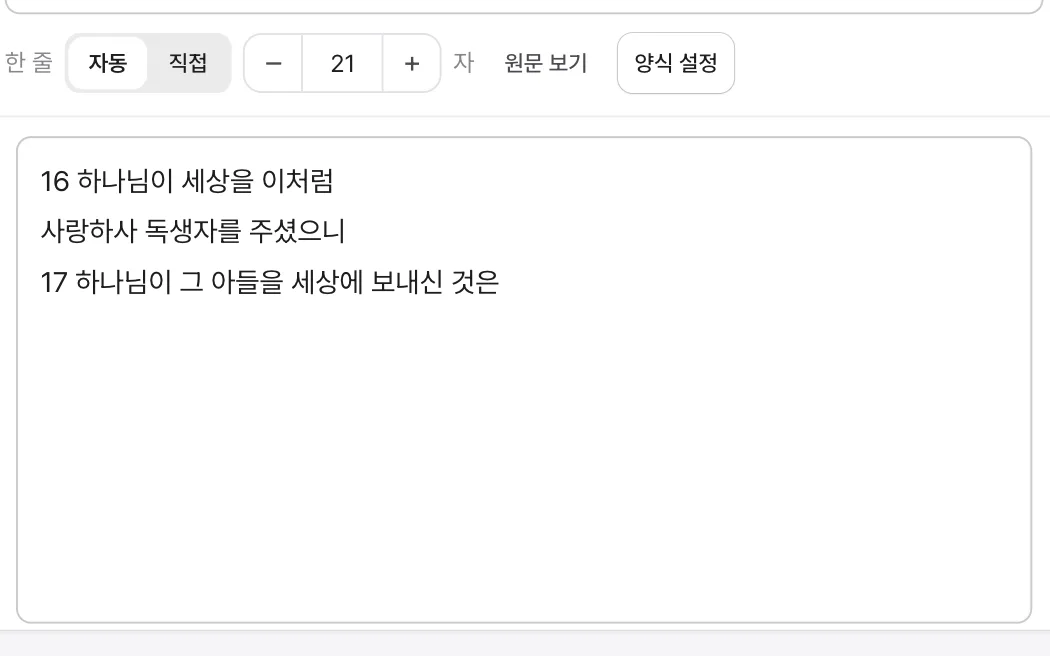 한 줄 자동 직접 − 21 + 자 원문 보기 양식 설정
16 하나님이 세상을 이처럼
사랑하사 독생자를 주셨으니
17 하나님이 그 아들을 세상에 보내신 것은